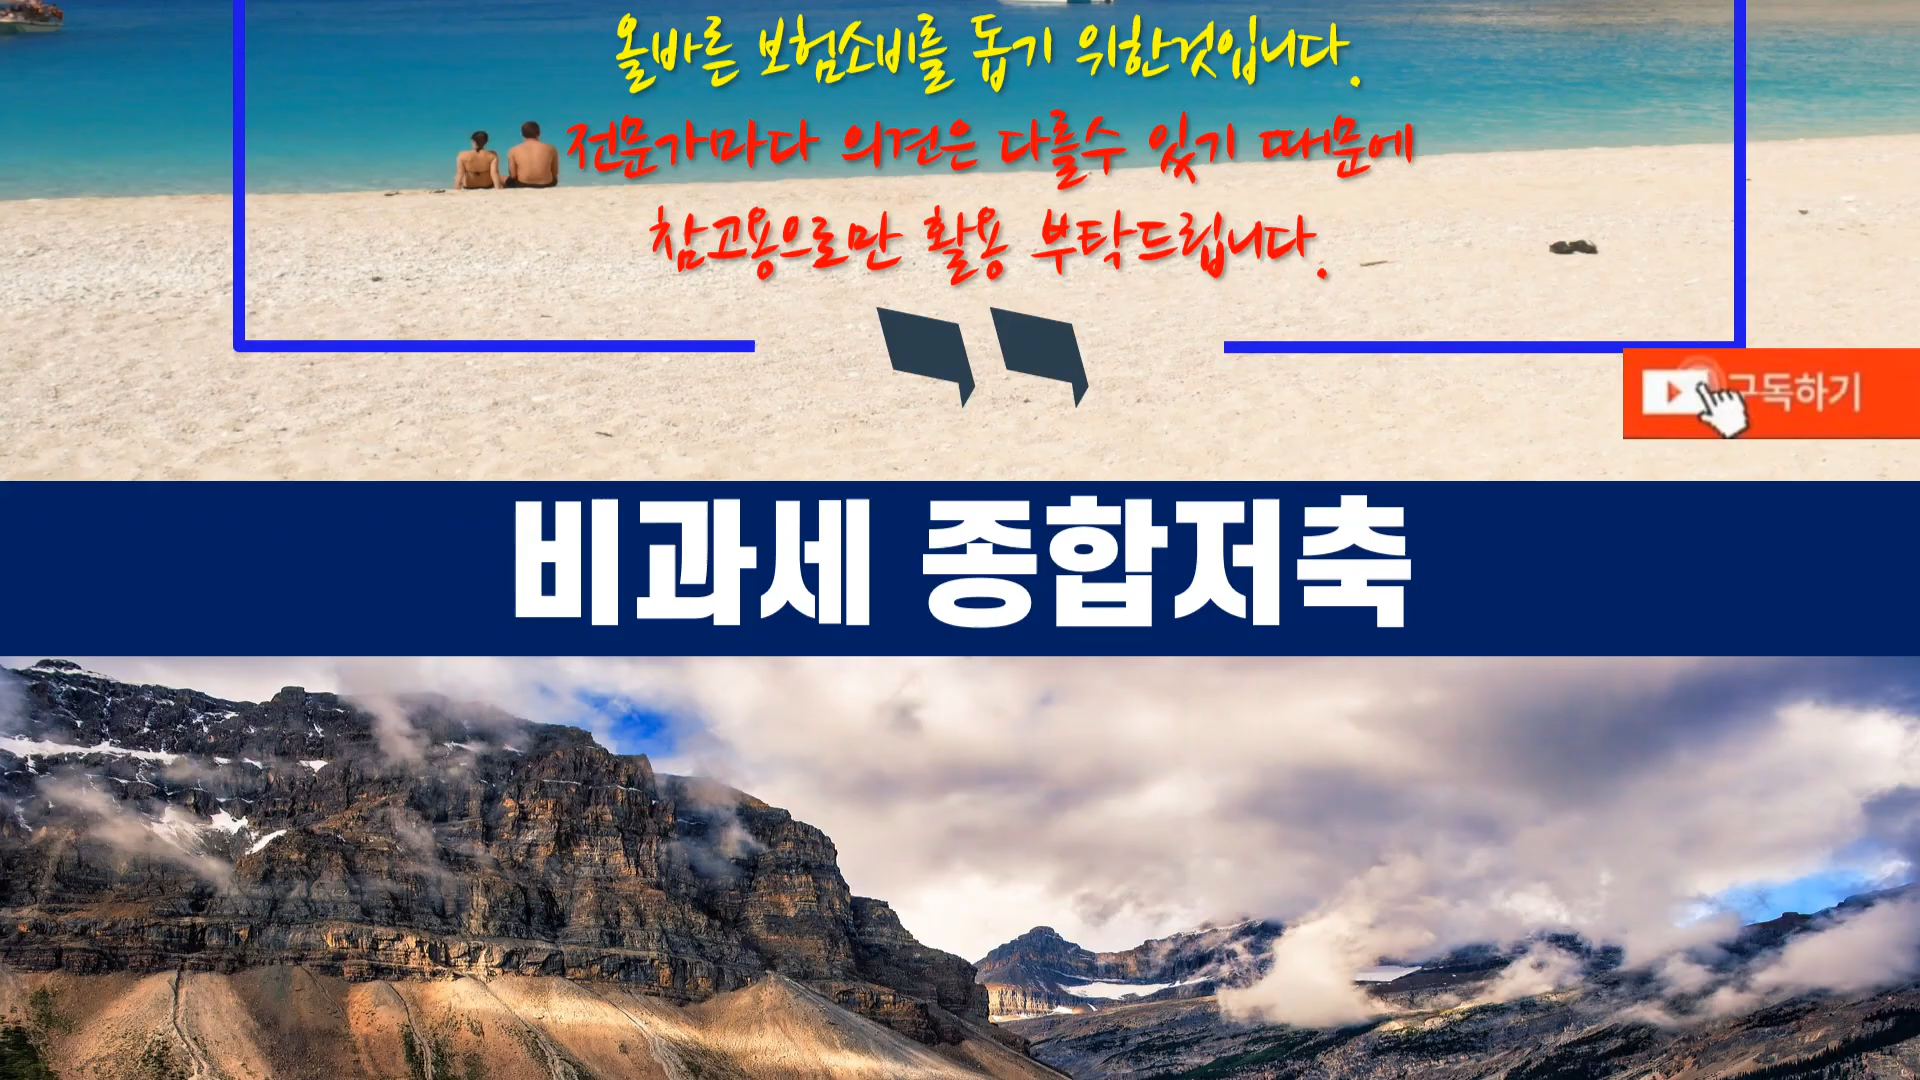 올바른 보험소비를 돕기 위한것입니다.
전문가마다 의견은 다를수 있기 때문에
참고용으로만 활용 부탁드립니다.
구독하기
비과세 종합저축